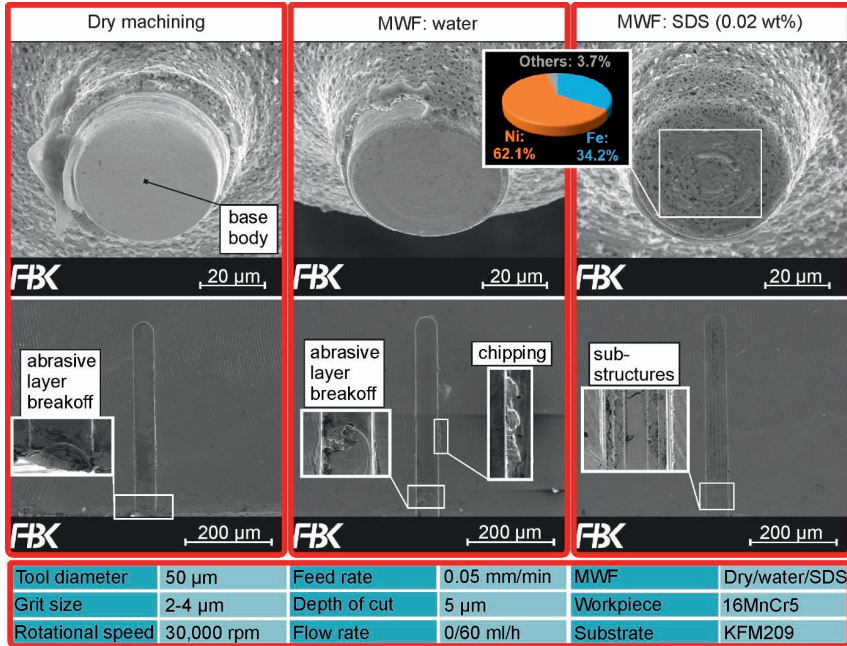 Dry machining
MWF: water
MWF: SDS (0.02 wt%)
Others: 3.7%
Ni:
62.1%
Fe:
34.2%
base
body
FBK
20 µm
FBK
20 µm
FBK
20 µm
abrasive
layer
breakoff
abrasive
layer
breakoff
chipping
sub-
structures
FBK
200 µm
FBK
200 µm
FBK
200 µm
Tool diameter 50 µm Feed rate 0.05 mm/min MWF Dry/water/SDS
Grit size 2-4 µm Depth of cut 5 µm Workpiece 16MnCr5
Rotational speed 30,000 rpm Flow rate 0/60 ml/h Substrate KFM209